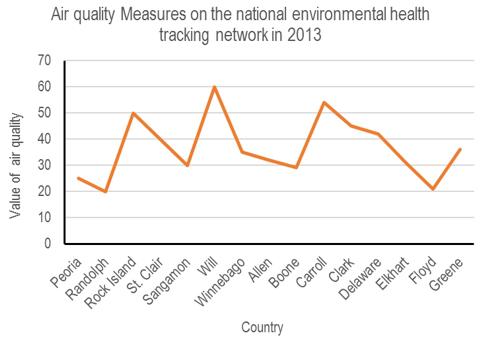 Air quality Measures on the national environmental health
tracking network in 2013
70
60
50
40
30
20
10
0
Value of air quality
Peoria
Randolph
Rock Island
St. Clair
Sangamon
Will
Winnebago
Allen
Boone
Carroll
Clark
Delaware
Elkhart
Floyd
Greene
Country